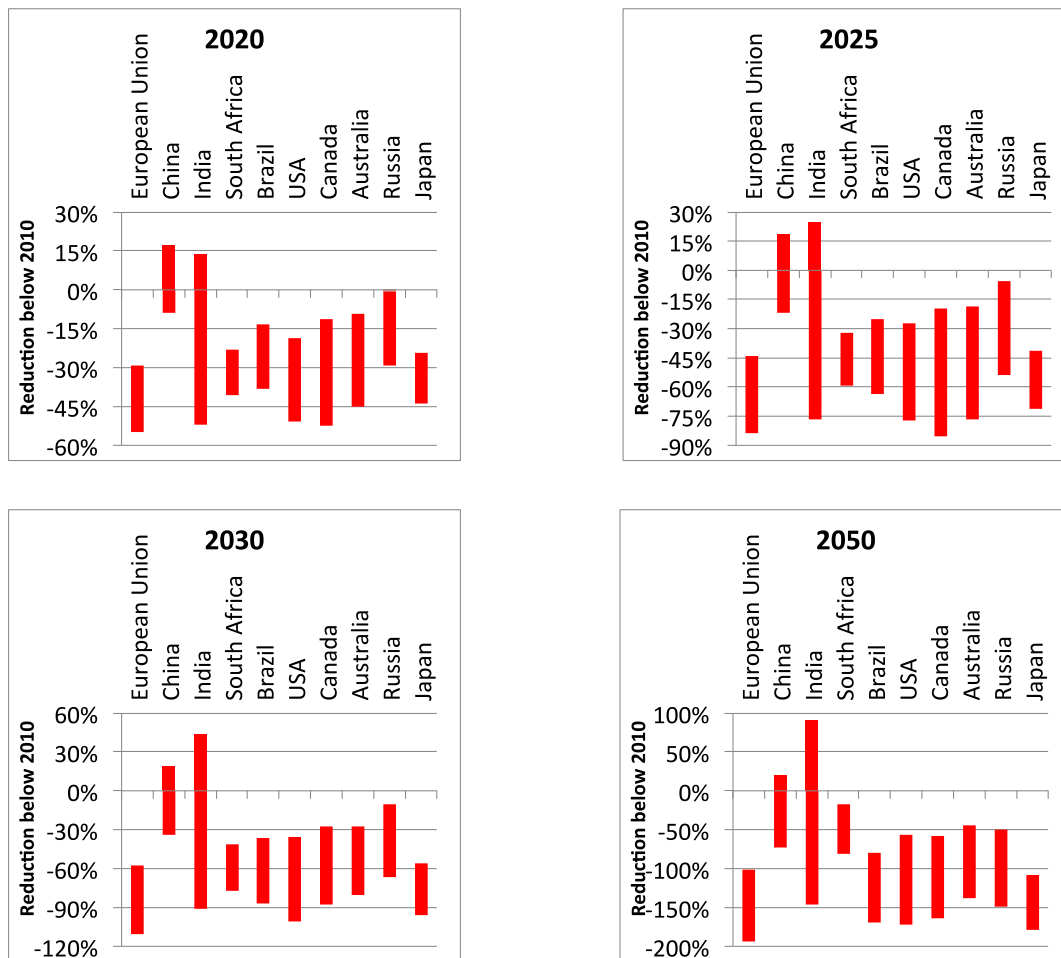 2020
European Union
China
India
South Africa
Brazil
USA
Canada
Australia
Russia
Japan
Reduction below 2010
30%
15%
0%
-15%
-30%
-45%
-60%
2025
European Union
China
India
South Africa
Brazil
USA
Canada
Australia
Russia
Japan
Reduction below 2010
30%
15%
0%
-15%
-30%
-45%
-60%
-75%
-90%
2030
European Union
China
India
South Africa
Brazil
USA
Canada
Australia
Russia
Japan
Reduction below 2010
60%
30%
0%
-30%
-60%
-90%
-120%
2050
European Union
China
India
South Africa
Brazil
USA
Canada
Australia
Russia
Japan
Reduction below 2010
100%
50%
0%
-50%
-100%
-150%
-200%